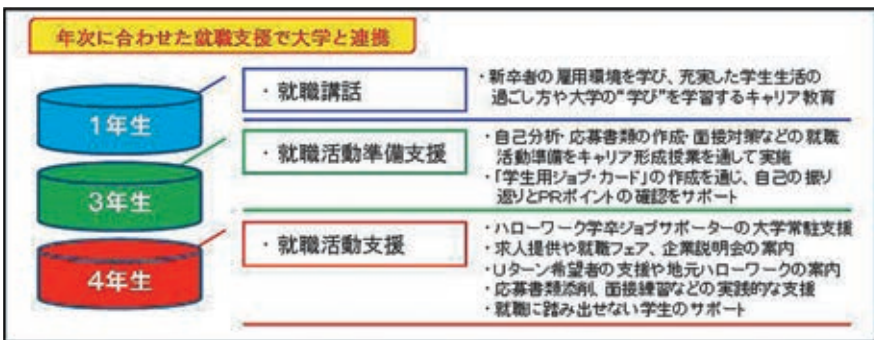 年次に合わせた就職支援で大学と連携
1年生
・就職講話
・新卒者の雇用環境を学び、充実した学生生活の
過ごし方や大学の"学び"を学習するキャリア教育
3年生
・就職活動準備支援
・自己分析・応募書類の作成・面接対策などの就職
活動準備をキャリア形成授業を通して実施
・「学生用ジョブ・カード」の作成を通じ、自己の振り
返りとPRポイントの確認をサポート
4年生
・就職活動支援
・ハローワーク学卒ジョブサポーターの大学常駐支援
・求人提供や就職フェア、企業説明会の案内
・Uターン希望者の支援や地元ハローワークの案内
・応募書類添削、面接練習などの実践的な支援
・就職に踏み出せない学生のサポート